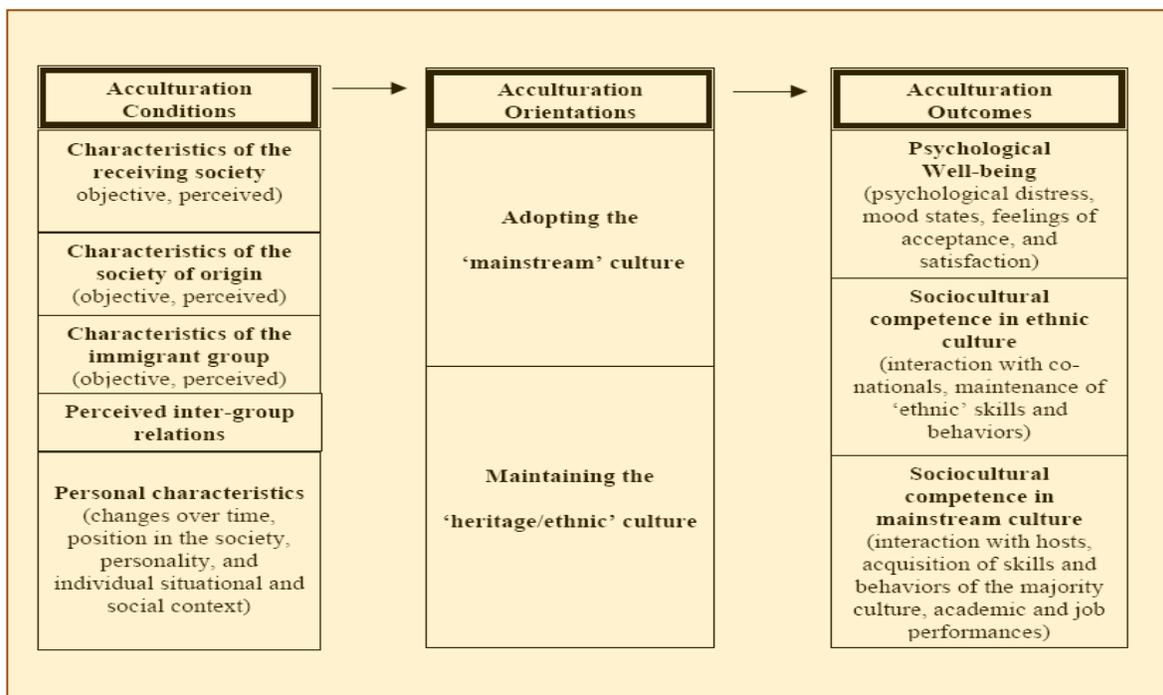 Acculturation
Conditions
Characteristics of the
receiving society
objective, perceived)
Characteristics of the
society of origin
(objective, perceived)
Characteristics of the
immigrant group
(objective, perceived)
Perceived inter-group
relations
Personal characteristics
(changes over time,
position in the society,
personality, and
individual situational and
social context)
Acculturation
Orientations
Adopting the
‘mainstream’ culture
Maintaining the
‘heritage/ethnic’ culture
Acculturation
Outcomes
Psychological
Well-being
(psychological distress,
mood states, feelings of
acceptance, and
satisfaction)
Sociocultural
competence in ethnic
culture
(interaction with co-
nationals, maintenance of
‘ethnic’ skills and
behaviors)
Sociocultural
competence in
mainstream culture
(interaction with hosts,
acquisition of skills and
behaviors of the majority
culture, academic and job
performances)